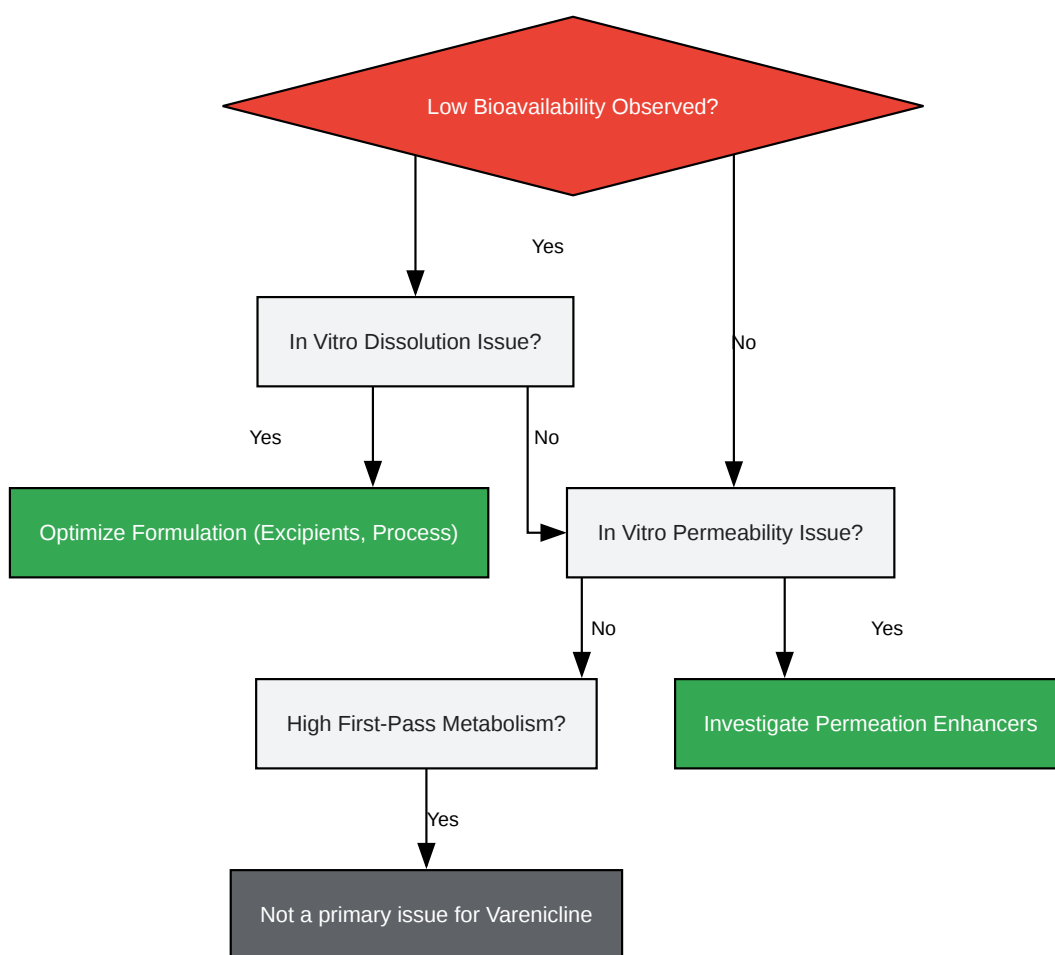 Low Bioavailability Observed?
Yes
In Vitro Dissolution Issue?
No
Yes
No
Optimize Formulation (Excipients, Process)
In Vitro Permeability Issue?
No
Yes
High First-Pass Metabolism?
Investigate Permeation Enhancers
Yes
Not a primary issue for Varenicline